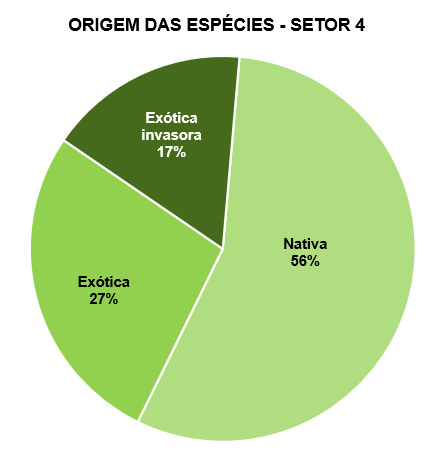 ORIGEM DAS ESPÉCIES - SETOR 4
Exótica
invasora
17%
Nativa
56%
Exótica
27%